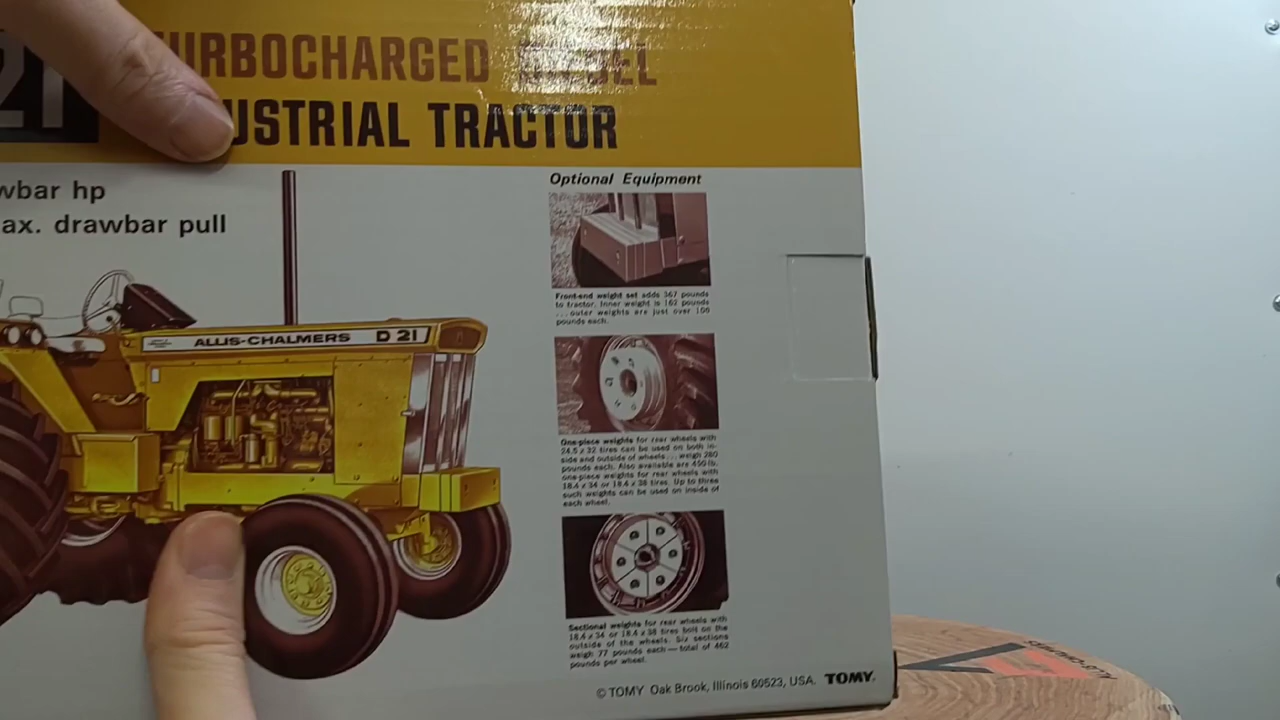 21 TURBOCHARGED DIESEL
INDUSTRIAL TRACTOR
wbar hp
ax. drawbar pull
ALLIS-CHALMERS D 21
Optional Equipment
Front-end weight set adds 367 pounds
to tractor. Inner weight is 162 pounds
...outer weights are just over 100
pounds each.
One-piece weights for rear wheels with
24.5 x 32 tires can be used on both in-
side and outside of wheels...weigh 280
pounds each. Also available are 450-lb.
one-piece weights for rear wheels with
18.4 x 34 or 18.4 x 38 tires. Up to three
such weights can be used on inside of
each wheel.
Sectional weights for rear wheels with
18.4 x 34 or 18.4 x 38 tires bolt on the
outside of the wheels. Six sections
weigh 77 pounds each—total of 462
pounds per wheel.
© TOMY Oak Brook, Illinois 60523, USA. TOMY.
ALLIS-CHALMERS